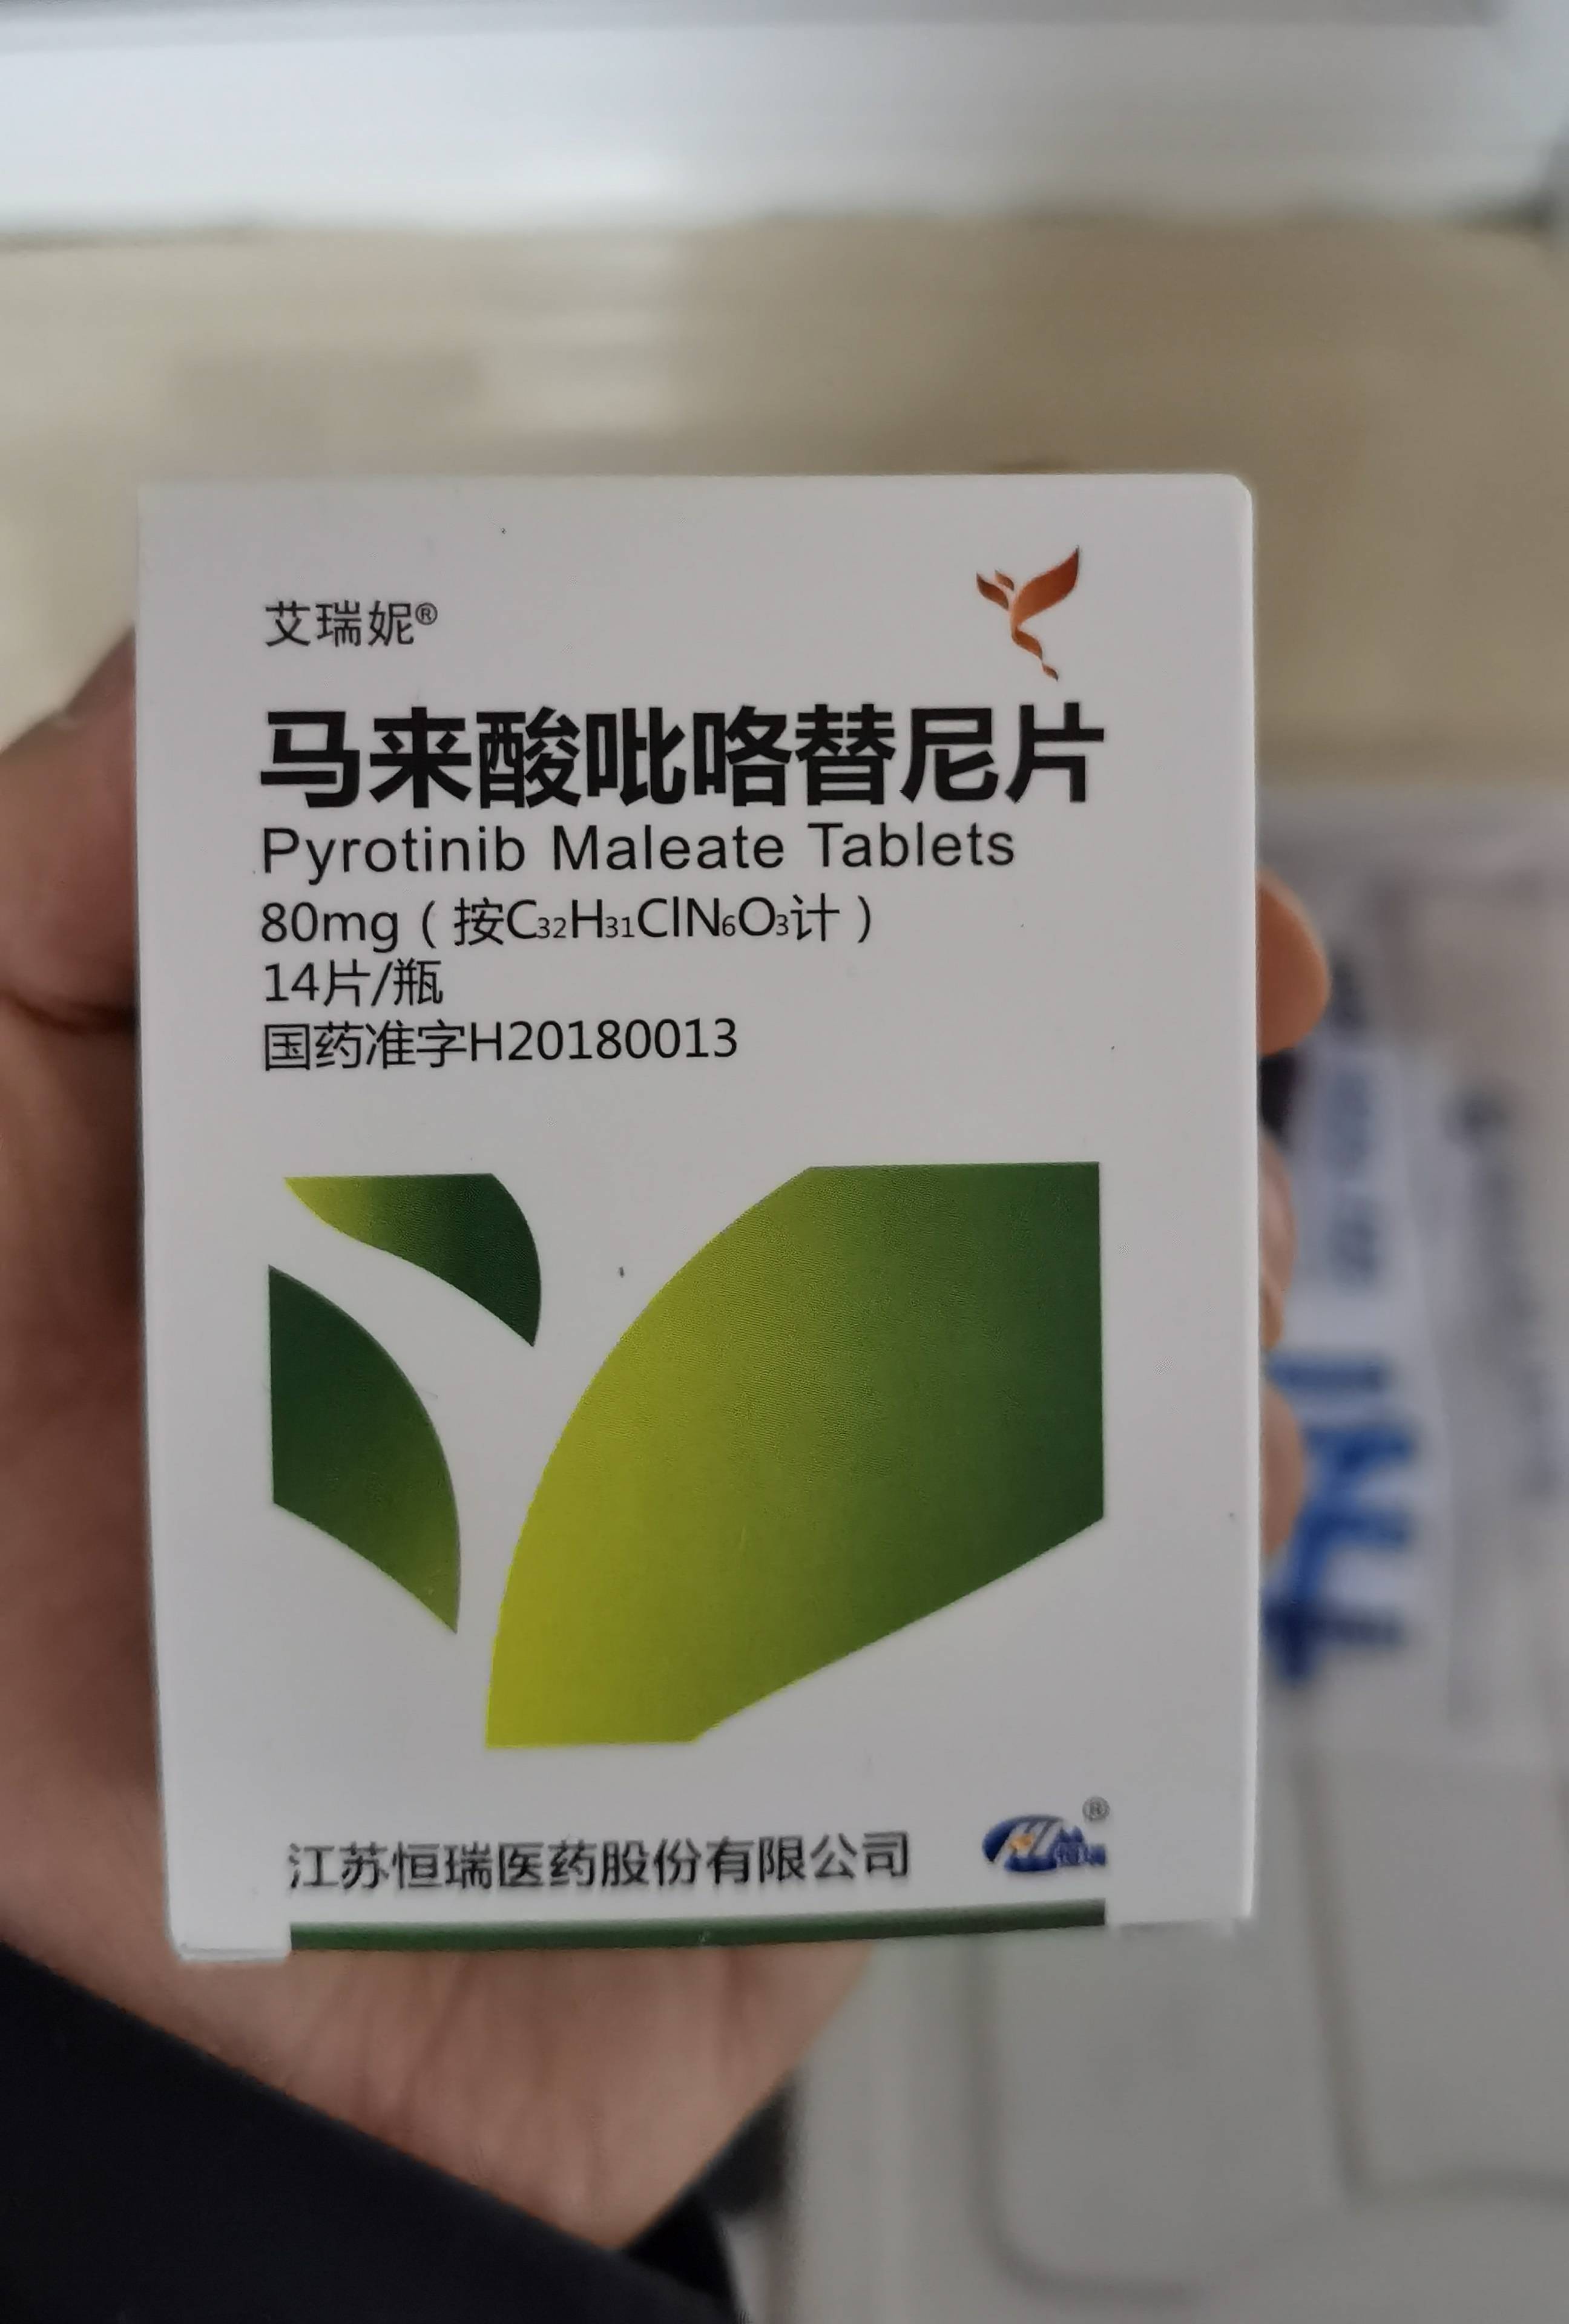 艾瑞妮®
马来酸吡咯替尼片
Pyrotinib Maleate Tablets
80mg（按C₃₂H₃₁ClN₆O₃计）
14片/瓶
国药准字H20180013
江苏恒瑞医药股份有限公司
®
恒瑞